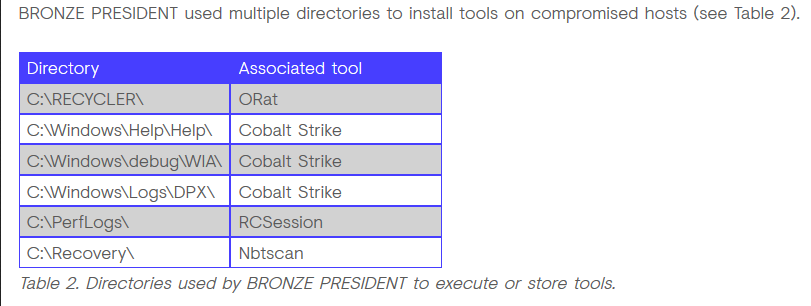 BRONZE PRESIDENT used multiple directories to install tools on compromised hosts (see Table 2).
Directory Associated tool
C:\RECYCLER\ ORat
C:\Windows\Help\Help\ Cobalt Strike
C:\Windows\debug\WIA\ Cobalt Strike
C:\Windows\Logs\DPX\ Cobalt Strike
C:\PerfLogs\ RCSession
C:\Recovery\ Nbtscan
Table 2. Directories used by BRONZE PRESIDENT to execute or store tools.